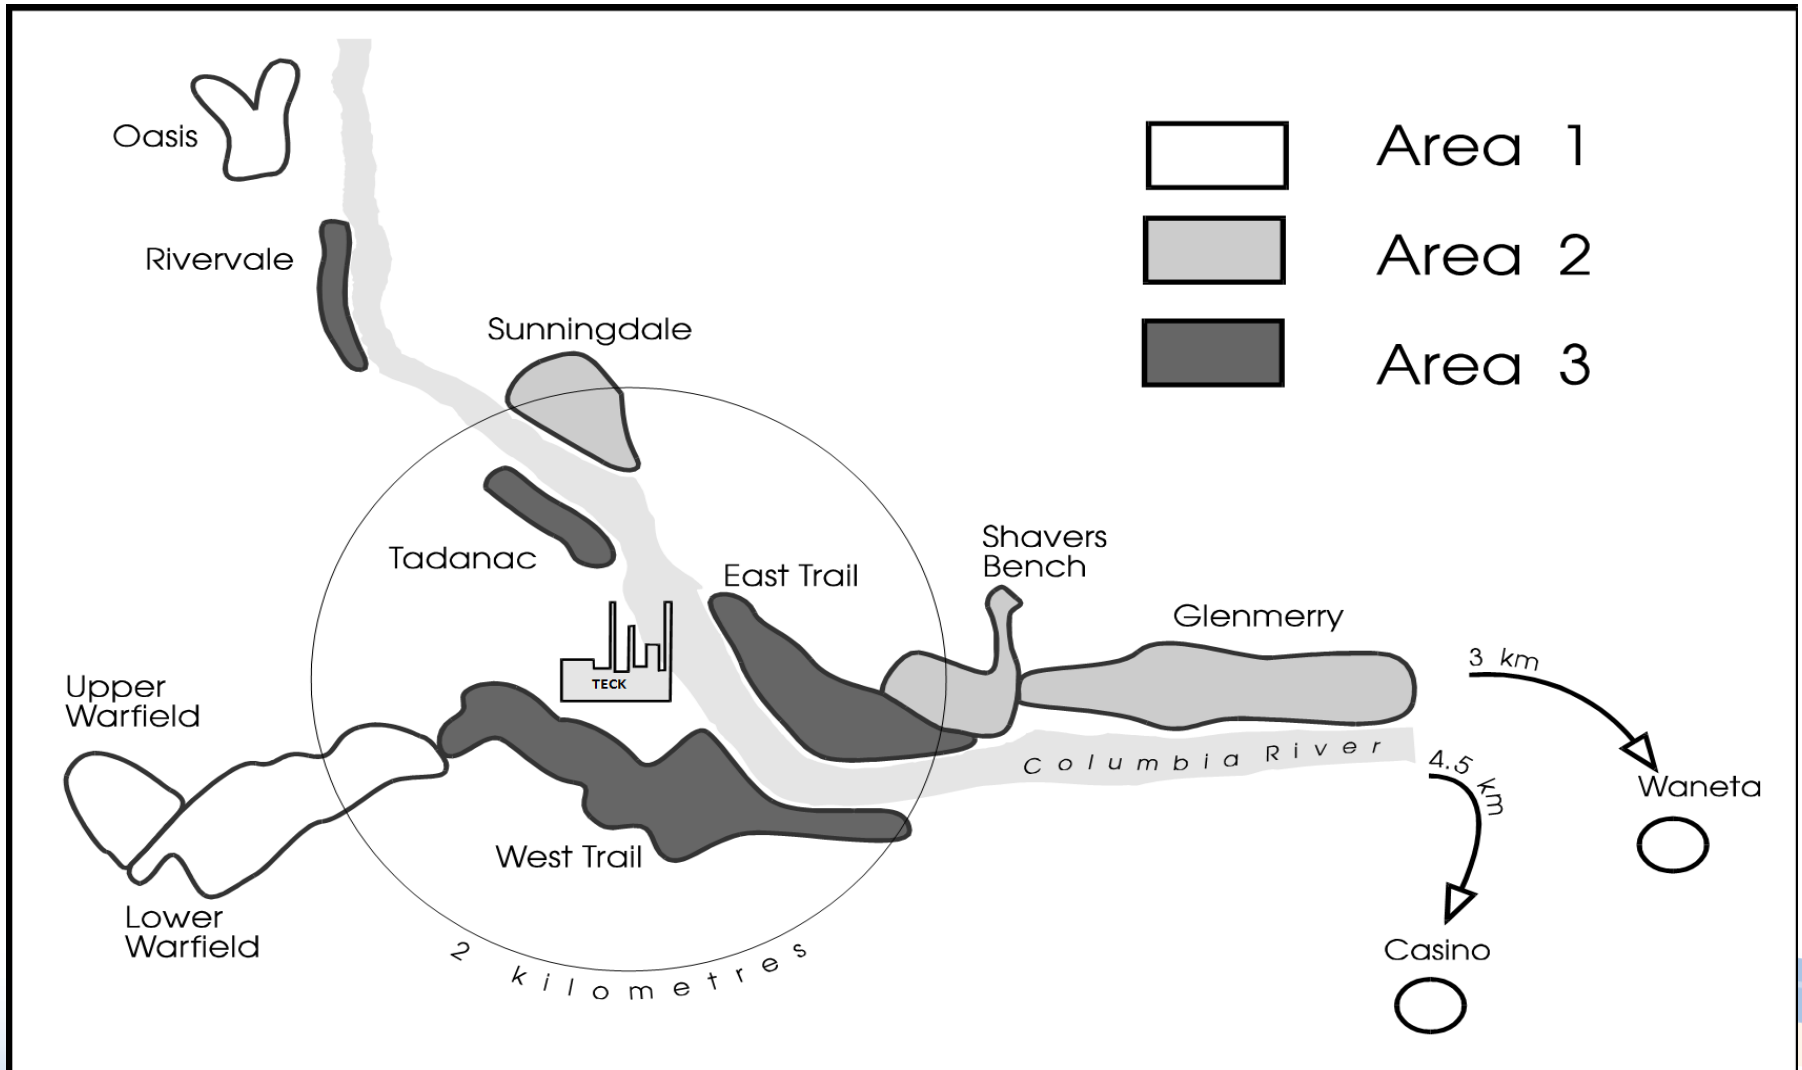 Oasis
Rivervale
Sunningdale
Tadanac
East Trail
Shavers
Bench
Glenmerry
TECK
Upper
Warfield
Lower
Warfield
West Trail
Columbia River
2 kilometres
3 km
Waneta
4.5 km
Casino
Area 1
Area 2
Area 3